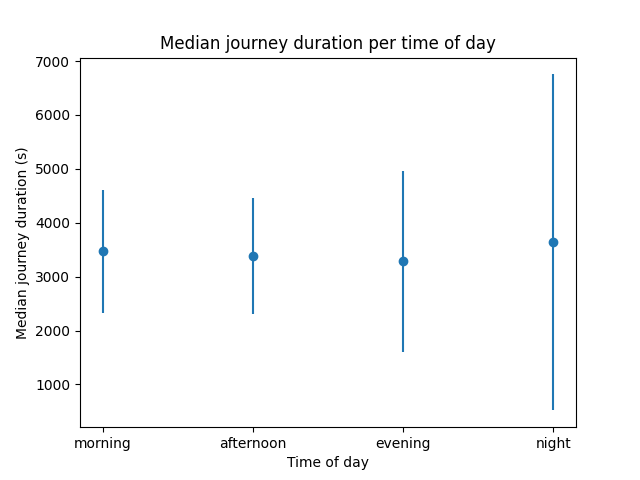 Median journey duration per time of day
7000
6000
5000
4000
3000
2000
1000
Median journey duration (s)
morning afternoon evening night
Time of day